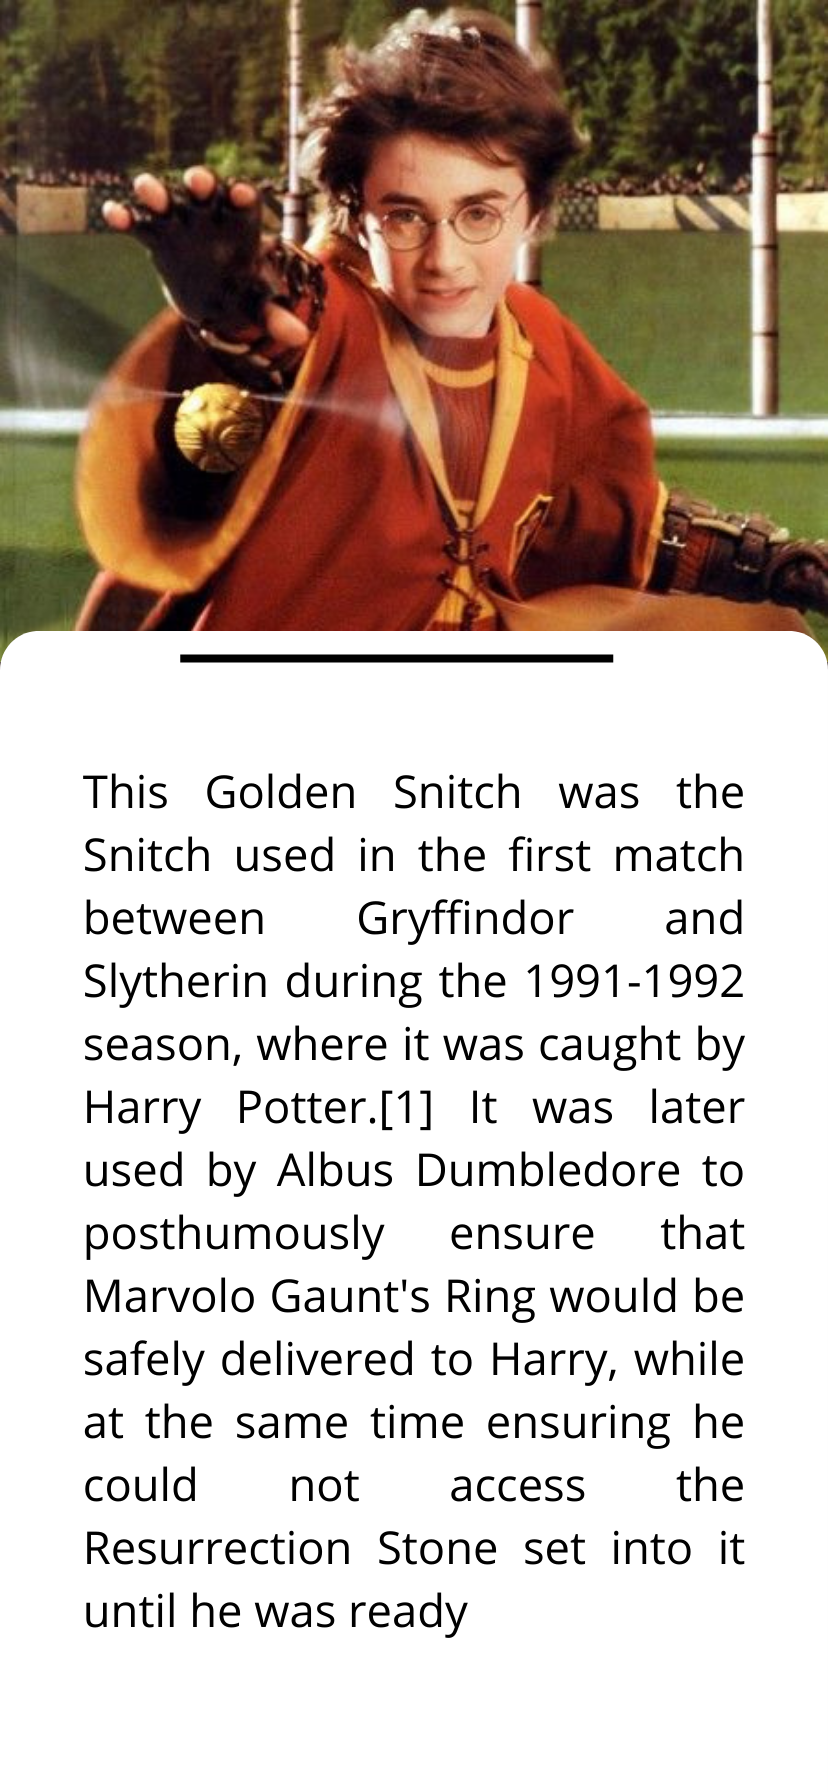 This Golden Snitch was the
Snitch used in the first match
between Gryffindor and
Slytherin during the 1991-1992
season, where it was caught by
Harry Potter.[1] It was later
used by Albus Dumbledore to
posthumously ensure that
Marvolo Gaunt's Ring would be
safely delivered to Harry, while
at the same time ensuring he
could not access the
Resurrection Stone set into it
until he was ready